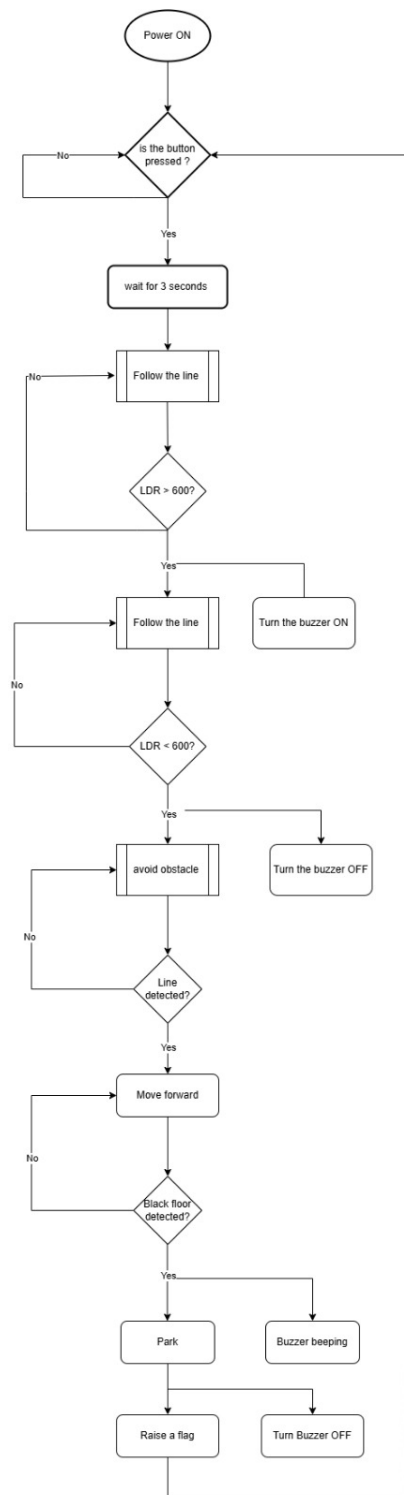 Power ON
is the button
pressed ?
No
Yes
wait for 3 seconds
No
Follow the line
LDR > 600?
Yes
Follow the line
Turn the buzzer ON
No
LDR < 600?
Yes
avoid obstacle
Turn the buzzer OFF
No
Line
detected?
Yes
Move forward
No
Black floor
detected?
Yes
Park
Buzzer beeping
Raise a flag
Turn Buzzer OFF